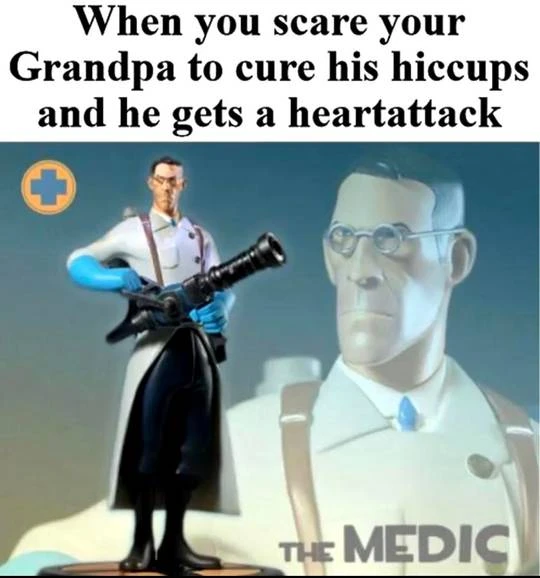 When you scare your
Grandpa to cure his hiccups
and he gets a heartattack
THE MEDIC